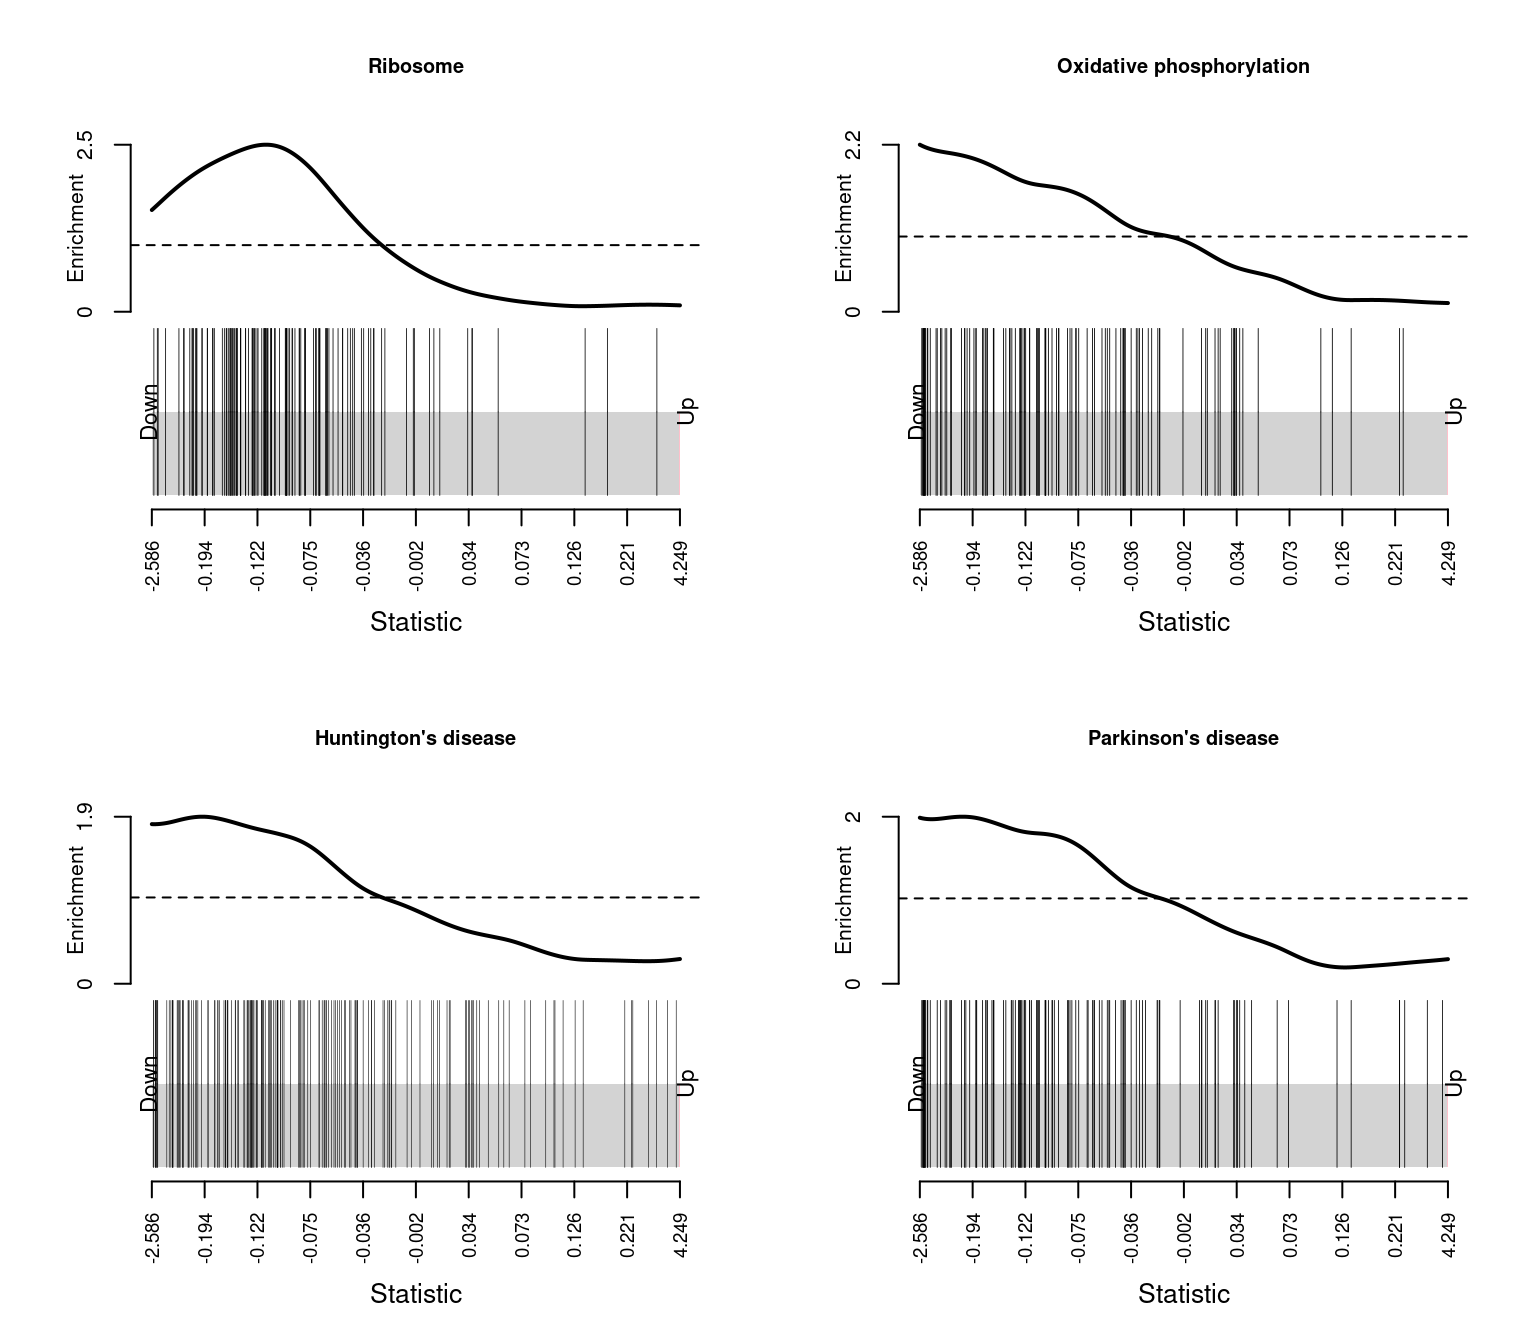 Ribosome
Enrichment
0 2.5
Down
Up
-2.586 -0.194 -0.122 -0.075 -0.036 -0.002 0.034 0.073 0.126 0.221 4.249
Statistic
Oxidative phosphorylation
Enrichment
0 2.2
Down
Up
-2.586 -0.194 -0.122 -0.075 -0.036 -0.002 0.034 0.073 0.126 0.221 4.249
Statistic
Huntington's disease
Enrichment
0 1.9
Down
Up
-2.586 -0.194 -0.122 -0.075 -0.036 -0.002 0.034 0.073 0.126 0.221 4.249
Statistic
Parkinson's disease
Enrichment
0 2
Down
Up
-2.586 -0.194 -0.122 -0.075 -0.036 -0.002 0.034 0.073 0.126 0.221 4.249
Statistic